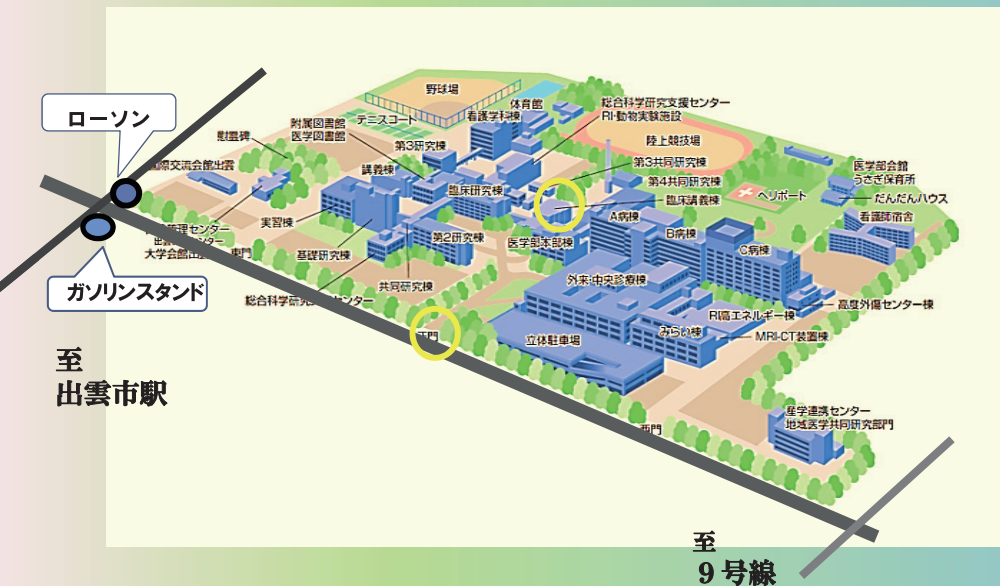 ローソン
ガソリンスタンド
至
出雲市駅
至
9号線
野球場
体育館
看護学科棟
テニスコート
附属図書館
医学図書館
第3研究棟
慰霊碑
講義棟
臨床研究棟
実習棟
基礎研究棟
第2研究棟
共同研究棟
総合科学研究支援センター
RI・動物実験施設
陸上競技場
第3共同研究棟
第4共同研究棟
臨床講義棟
ヘリポート
医学部会館
うさぎ保育所
だんだんハウス
看護師宿舎
A病棟
B病棟
C病棟
医学部本部棟
外来・中央診療棟
高度外傷センター棟
RI高エネルギー棟
みらい棟
MRI-CT装置棟
立体駐車場
正門
西門
東門
産学連携センター
地域医学共同研究部門